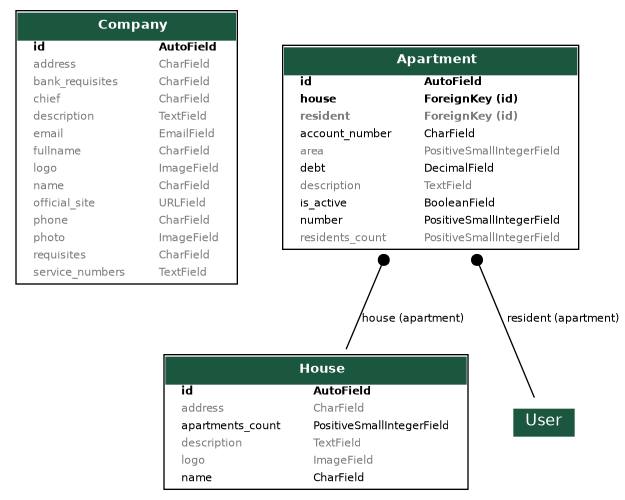 Company
id AutoField
address CharField
bank_requisites CharField
chief CharField
description TextField
email EmailField
fullname CharField
logo ImageField
name CharField
official_site URLField
phone CharField
photo ImageField
requisites CharField
service_numbers TextField
Apartment
id AutoField
house ForeignKey (id)
resident ForeignKey (id)
account_number CharField
area PositiveSmallIntegerField
debt DecimalField
description TextField
is_active BooleanField
number PositiveSmallIntegerField
residents_count PositiveSmallIntegerField
house (apartment)
resident (apartment)
House
id AutoField
address CharField
apartments_count PositiveSmallIntegerField
description TextField
logo ImageField
name CharField
User